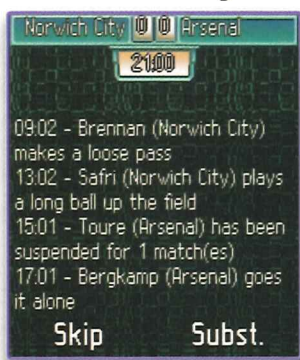 Norwich City 0 0 Arsenal
21:00
09:02 - Brennan (Norwich City)
makes a loose pass
13:02 - Safri (Norwich City) plays
a long ball up the field
15:01 - Toure (Arsenal) has been
suspended for 1 match(es)
17:01 - Bergkamp (Arsenal) goes
it alone
Skip Subst.